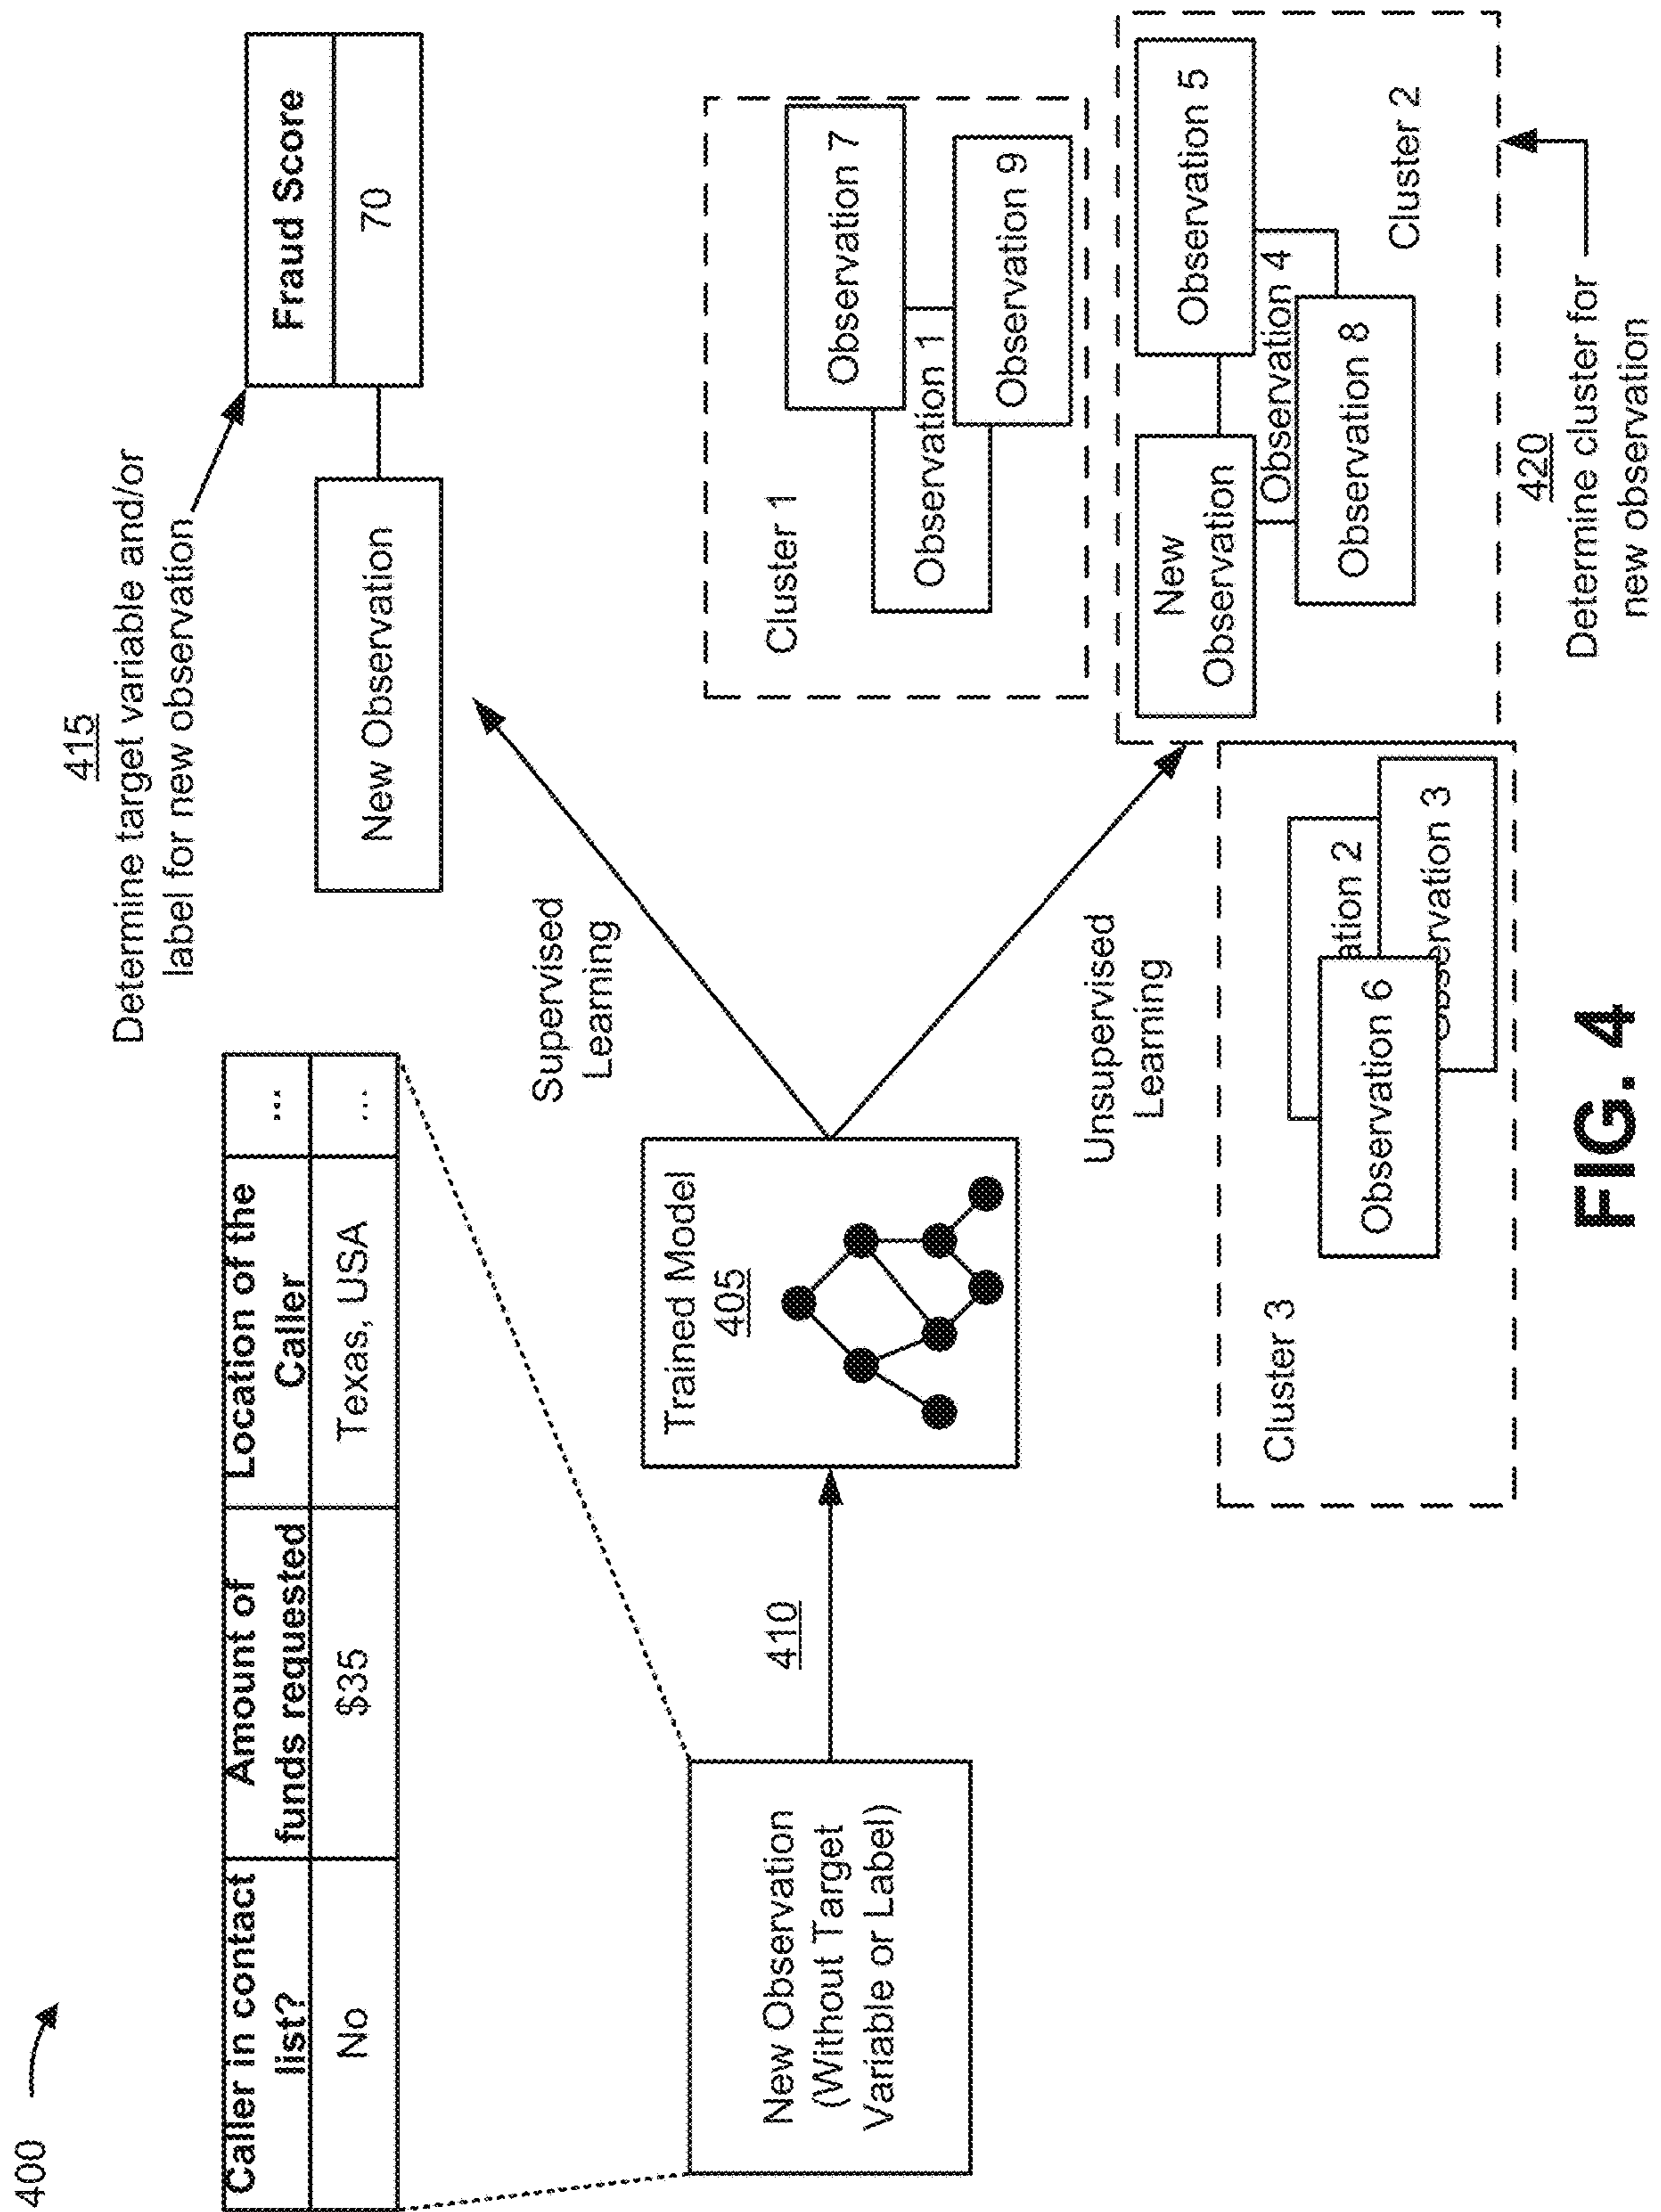 400
Caller in contact
list?
Amount of
funds requested
Location of the
Caller
...
No
$35
Texas, USA
...
New Observation
(Without Target
Variable or Label)
410
Trained Model
405
Supervised
Learning
415
Determine target variable and/or
label for new observation
New Observation
Fraud Score
70
Unsupervised
Learning
Cluster 1
Observation 7
Observation 1
Observation 9
New
Observation
Observation 5
Observation 4
Observation 8
Cluster 2
420
Determine cluster for
new observation
Cluster 3
ation 2
servation 3
Observation 6
FIG. 4